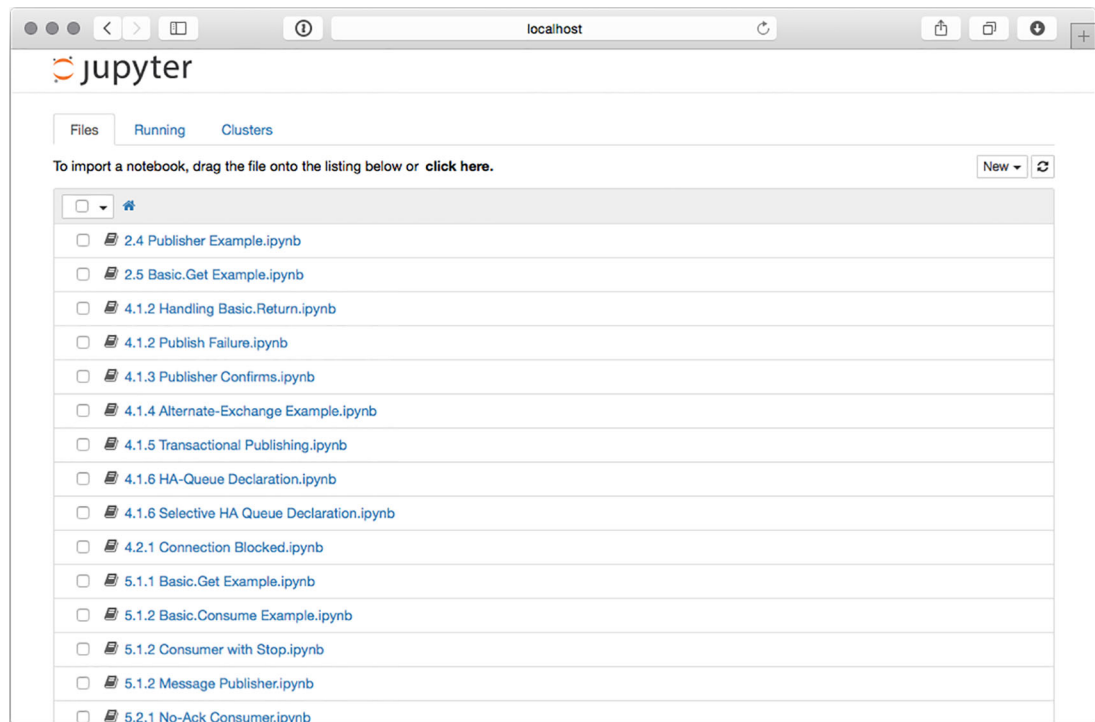 localhost
jupyter
Files Running Clusters
To import a notebook, drag the file onto the listing below or click here. New
2.4 Publisher Example.ipynb
2.5 Basic.Get Example.ipynb
4.1.2 Handling Basic.Return.ipynb
4.1.2 Publish Failure.ipynb
4.1.3 Publisher Confirms.ipynb
4.1.4 Alternate-Exchange Example.ipynb
4.1.5 Transactional Publishing.ipynb
4.1.6 HA-Queue Declaration.ipynb
4.1.6 Selective HA Queue Declaration.ipynb
4.2.1 Connection Blocked.ipynb
5.1.1 Basic.Get Example.ipynb
5.1.2 Basic.Consume Example.ipynb
5.1.2 Consumer with Stop.ipynb
5.1.2 Message Publisher.ipynb
5.2.1 No-Ack Consumer.ipynb